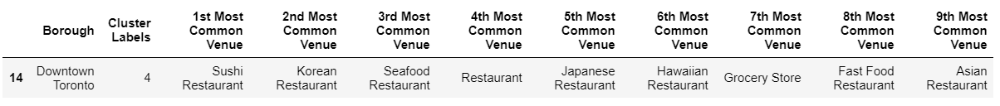 Borough Cluster Labels 1st Most Common Venue 2nd Most Common Venue 3rd Most Common Venue 4th Most Common Venue 5th Most Common Venue 6th Most Common Venue 7th Most Common Venue 8th Most Common Venue 9th Most Common Venue
14 Downtown Toronto 4 Sushi Restaurant Korean Restaurant Seafood Restaurant Restaurant Japanese Restaurant Hawaiian Restaurant Grocery Store Fast Food Restaurant Asian Restaurant